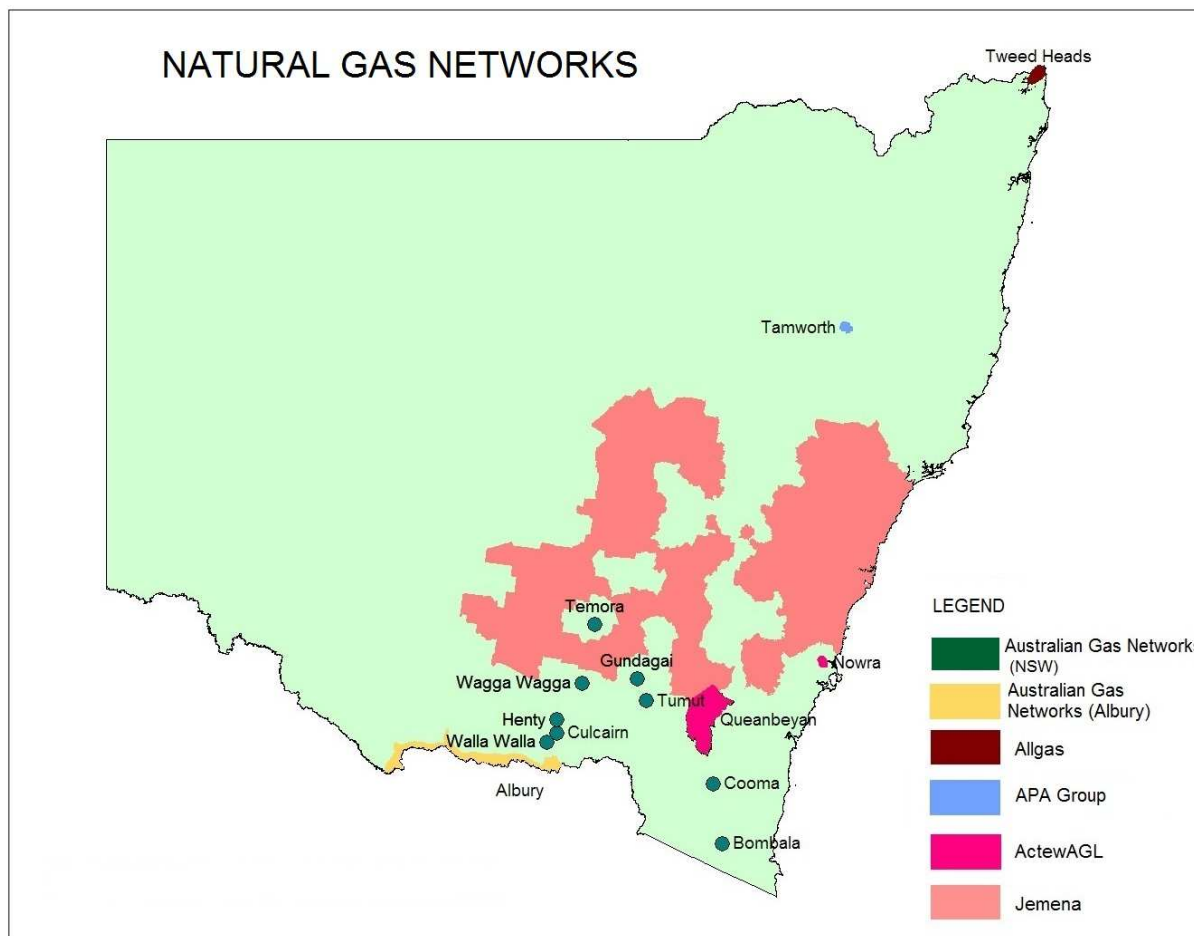 NATURAL GAS NETWORKS
Tweed Heads
Tamworth
Temora
Gundagai
Nowra
Wagga Wagga
Tumut
Queanbeyan
Henty
Culcairn
Walla Walla
Albury
Cooma
Bombala
LEGEND
Australian Gas Networks
(NSW)
Australian Gas
Networks (Albury)
Allgas
APA Group
ActewAGL
Jemena